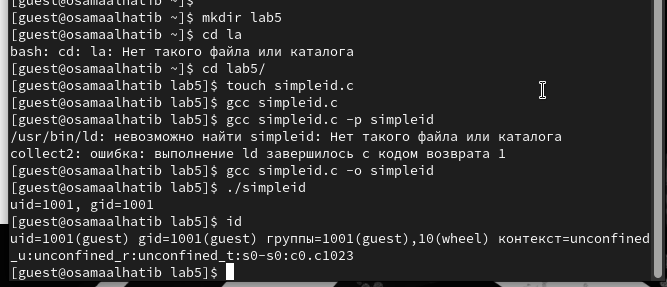 [guest@osamaalhatib ~]$
[guest@osamaalhatib ~]$ mkdir lab5
[guest@osamaalhatib ~]$ cd la
bash: cd: la: Нет такого файла или каталога
[guest@osamaalhatib ~]$ cd lab5/
[guest@osamaalhatib lab5]$ touch simpleid.c
[guest@osamaalhatib lab5]$ gcc simpleid.c
[guest@osamaalhatib lab5]$ gcc simpleid.c -p simpleid
/usr/bin/ld: невозможно найти simpleid: Нет такого файла или каталога
collect2: ошибка: выполнение ld завершилось с кодом возврата 1
[guest@osamaalhatib lab5]$ gcc simpleid.c -o simpleid
[guest@osamaalhatib lab5]$ ./simpleid
uid=1001, gid=1001
[guest@osamaalhatib lab5]$ id
uid=1001(guest) gid=1001(guest) группы=1001(guest),10(wheel) контекст=unconfined
_u:unconfined_r:unconfined_t:s0-s0:c0.c1023
[guest@osamaalhatib lab5]$